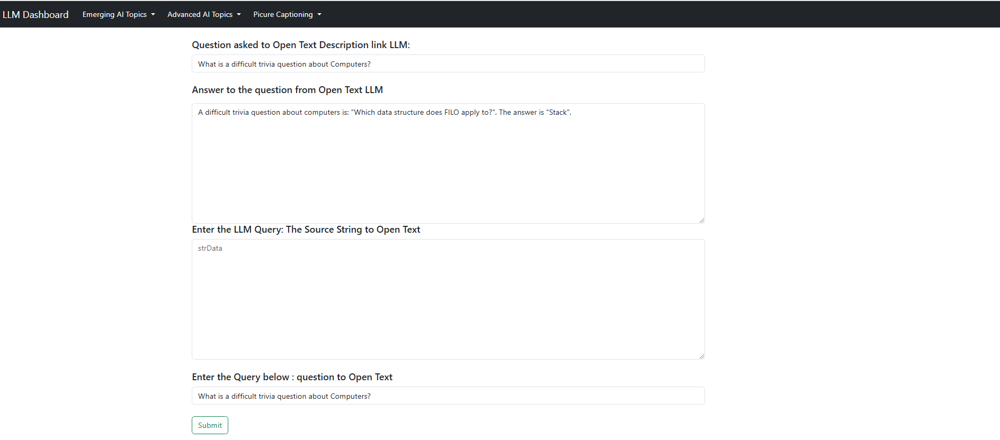 LLM Dashboard Emerging AI Topics Advanced AI Topics Picure Captioning
Question asked to Open Text Description link LLM:
What is a difficult trivia question about Computers?
Answer to the question from Open Text LLM
A difficult trivia question about computers is: "Which data structure does FILO apply to?". The answer is "Stack".
Enter the LLM Query: The Source String to Open Text
strData
Enter the Query below : question to Open Text
What is a difficult trivia question about Computers?
Submit